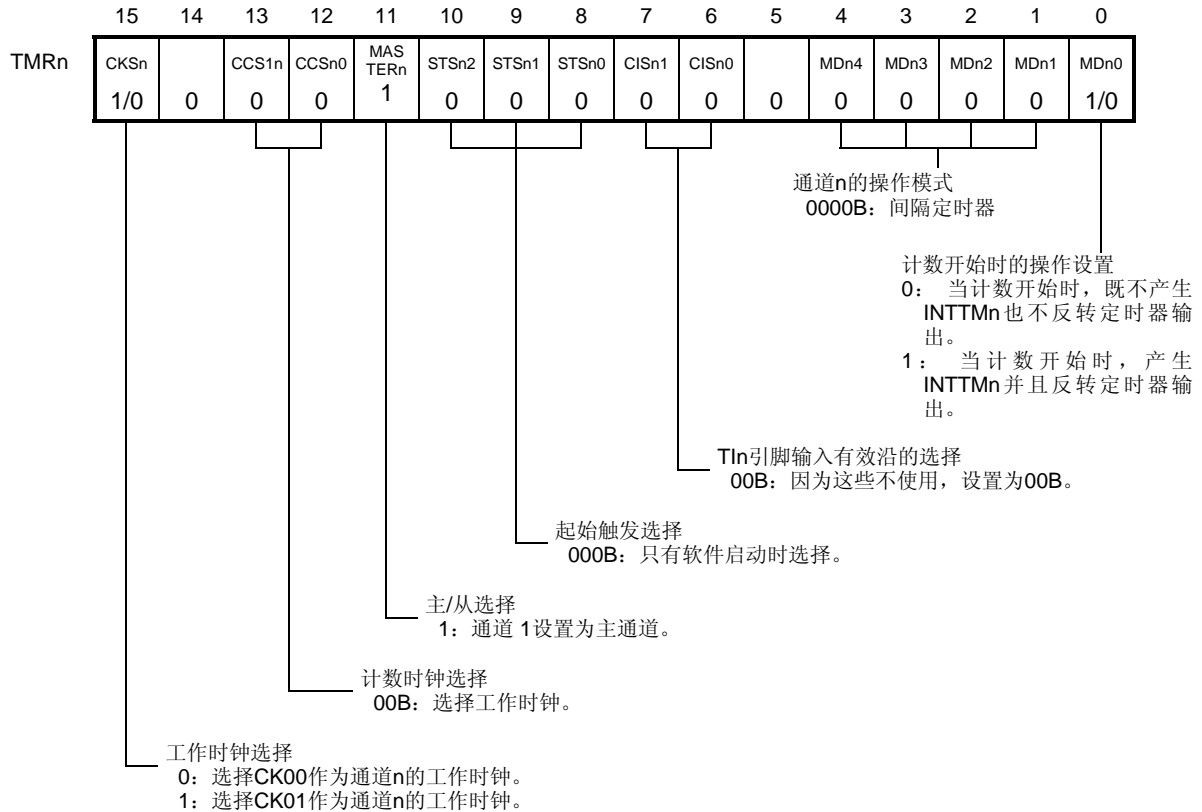 15 14 13 12 11 10 9 8 7 6 5 4 3 2 1 0
TMRn
CKSn CCS1n CCSn0 MAS TERn STSn2 STSn1 STSn0 CISn1 CISn0 MDn4 MDn3 MDn2 MDn1 MDn0
1/0 0 0 0 1 0 0 0 0 0 0 0 0 0 0 1/0
通道n的操作模式
0000B：间隔定时器
计数开始时的操作设置
0： 当计数开始时，既不产生
INTTMn也不反转定时器输
出。
1： 当计数开始时，产生
INTTMn并且反转定时器输
出。
TIn引脚输入有效沿的选择
00B：因为这些不使用，设置为00B。
起始触发选择
000B：只有软件启动时选择。
主/从选择
1：通道 1设置为主通道。
计数时钟选择
00B：选择工作时钟。
工作时钟选择
0：选择CK00作为通道n的工作时钟。
1：选择CK01作为通道n的工作时钟。